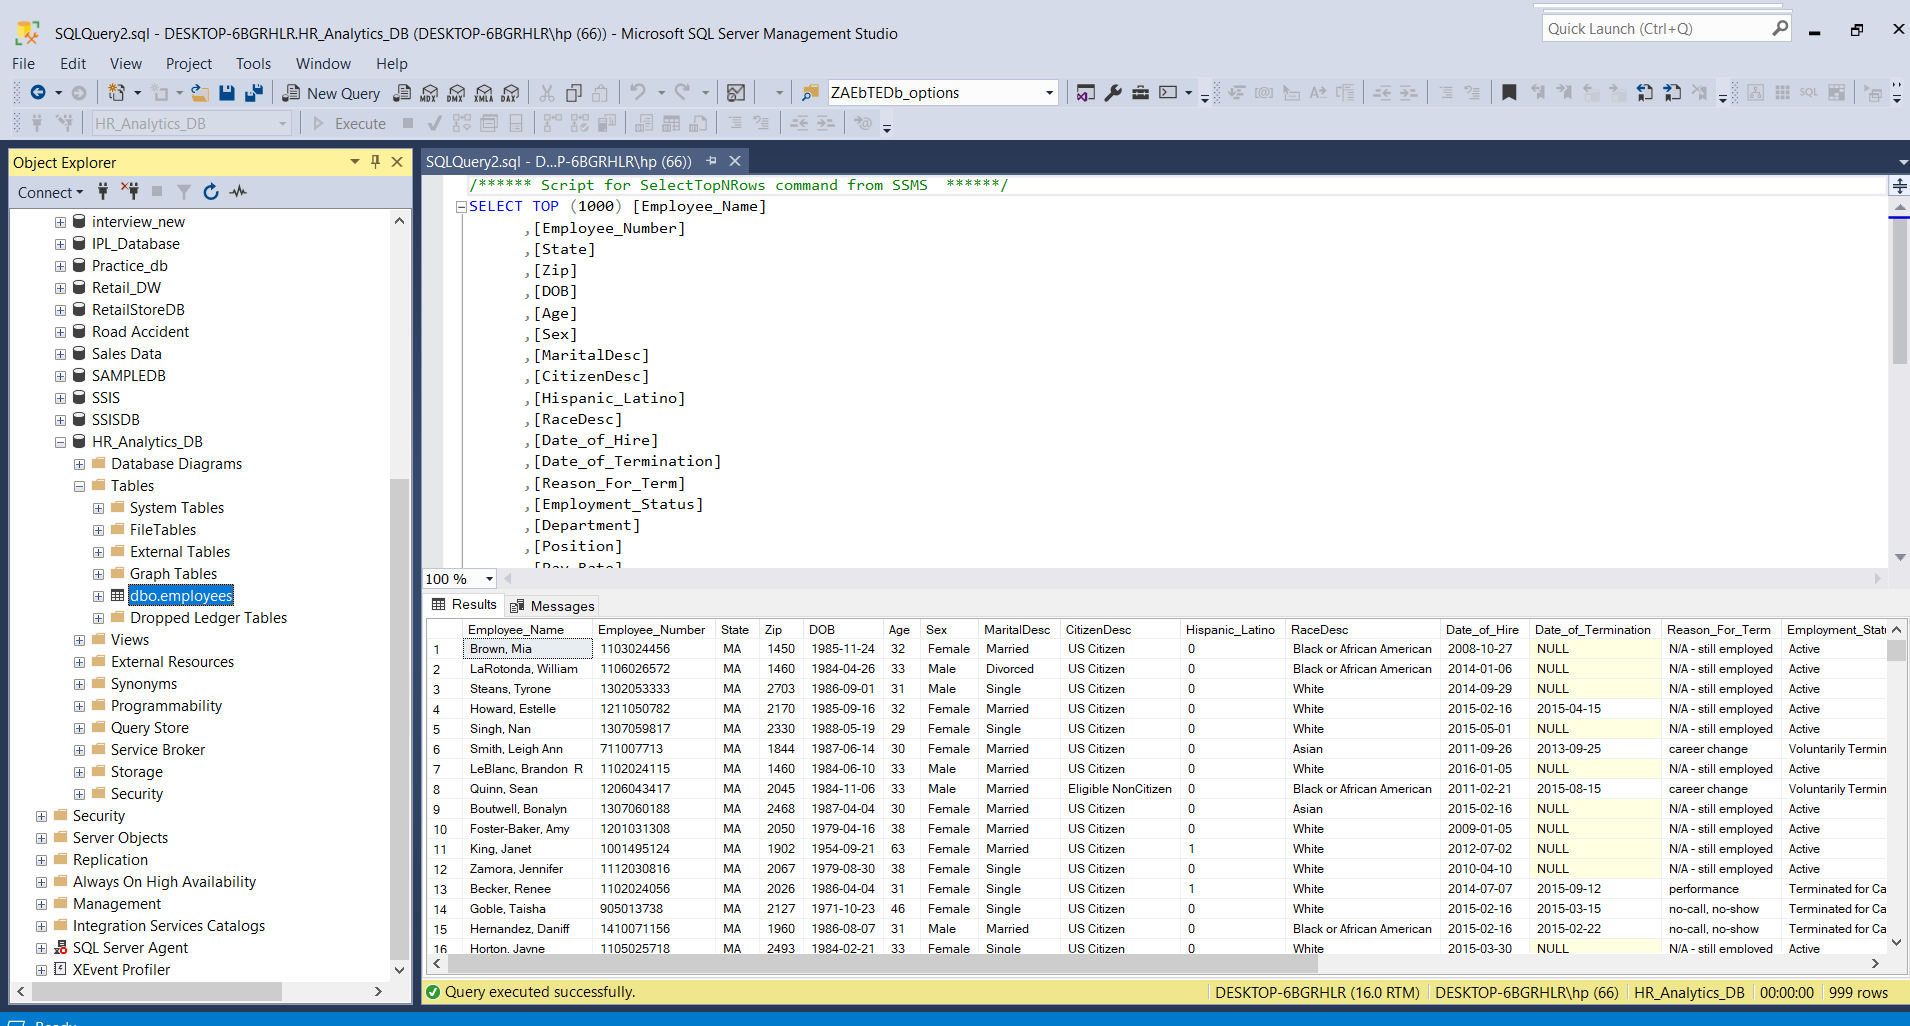 SQLQuery2.sql - DESKTOP-6BGRHLR.HR_Analytics_DB (DESKTOP-6BGRHLR\hp (66)) - Microsoft SQL Server Management Studio
Quick Launch (Ctrl+Q)
File Edit View Project Tools Window Help
New Query MDX DMX XMLA DAX ZAEbTEDb_options SQL
HR_Analytics_DB Execute
Object Explorer
Connect
interview_new
IPL_Database
Practice_db
Retail_DW
RetailStoreDB
Road Accident
Sales Data
SAMPLEDB
SSIS
SSISDB
HR_Analytics_DB
Database Diagrams
Tables
System Tables
FileTables
External Tables
Graph Tables
dbo.employees
Dropped Ledger Tables
Views
External Resources
Synonyms
Programmability
Query Store
Service Broker
Storage
Security
Security
Server Objects
Replication
Always On High Availability
Management
Integration Services Catalogs
SQL Server Agent
XEvent Profiler
SQLQuery2.sql - D...P-6BGRHLR\hp (66))
/****** Script for SelectTopNRows command from SSMS  ******/
SELECT TOP (1000) [Employee_Name]
,[Employee_Number]
,[State]
,[Zip]
,[DOB]
,[Age]
,[Sex]
,[MaritalDesc]
,[CitizenDesc]
,[Hispanic_Latino]
,[RaceDesc]
,[Date_of_Hire]
,[Date_of_Termination]
,[Reason_For_Term]
,[Employment_Status]
,[Department]
,[Position]
,[Pay_Rate]
100 %
Results Messages
Employee_Name Employee_Number State Zip DOB Age Sex MaritalDesc CitizenDesc Hispanic_Latino RaceDesc Date_of_Hire Date_of_Termination Reason_For_Term Employment_Stat
1 Brown, Mia 1103024456 MA 1450 1985-11-24 32 Female Married US Citizen 0 Black or African American 2008-10-27 NULL N/A - still employed Active
2 LaRotonda, William 1106026572 MA 1460 1984-04-26 33 Male Divorced US Citizen 0 Black or African American 2014-01-06 NULL N/A - still employed Active
3 Steans, Tyrone 1302053333 MA 2703 1986-09-01 31 Male Single US Citizen 0 White 2014-09-29 NULL N/A - still employed Active
4 Howard, Estelle 1211050782 MA 2170 1985-09-16 32 Female Married US Citizen 0 White 2015-02-16 2015-04-15 N/A - still employed Active
5 Singh, Nan 1307059817 MA 2330 1988-05-19 29 Female Single US Citizen 0 White 2015-05-01 NULL N/A - still employed Active
6 Smith, Leigh Ann 711007713 MA 1844 1987-06-14 30 Female Married US Citizen 0 Asian 2011-09-26 2013-09-25 career change Voluntarily Termin
7 LeBlanc, Brandon  R 1102024115 MA 1460 1984-06-10 33 Male Married US Citizen 0 White 2016-01-05 NULL N/A - still employed Active
8 Quinn, Sean 1206043417 MA 2045 1984-11-06 33 Male Married Eligible NonCitizen 0 Black or African American 2011-02-21 2015-08-15 career change Voluntarily Termin
9 Boutwell, Bonalyn 1307060188 MA 2468 1987-04-04 30 Female Married US Citizen 0 Asian 2015-02-16 NULL N/A - still employed Active
10 Foster-Baker, Amy 1201031308 MA 2050 1979-04-16 38 Female Married US Citizen 0 White 2009-01-05 NULL N/A - still employed Active
11 King, Janet 1001495124 MA 1902 1954-09-21 63 Female Married US Citizen 1 White 2012-07-02 NULL N/A - still employed Active
12 Zamora, Jennifer 1112030816 MA 2067 1979-08-30 38 Female Single US Citizen 0 White 2010-04-10 NULL N/A - still employed Active
13 Becker, Renee 1102024056 MA 2026 1986-04-04 31 Female Single US Citizen 1 White 2014-07-07 2015-09-12 performance Terminated for Ca
14 Goble, Taisha 905013738 MA 2127 1971-10-23 46 Female Single US Citizen 0 White 2015-02-16 2015-03-15 no-call, no-show Terminated for Ca
15 Hernandez, Daniff 1410071156 MA 1960 1986-08-07 31 Male Married US Citizen 0 Black or African American 2015-02-16 2015-02-22 no-call, no-show Terminated for Ca
16 Horton, Jayne 1105025718 MA 2493 1984-02-21 33 Female Single US Citizen 0 White 2015-03-30 NULL N/A - still employed Active
Query executed successfully. DESKTOP-6BGRHLR (16.0 RTM) DESKTOP-6BGRHLR\hp (66) HR_Analytics_DB 00:00:00 999 rows
Ready